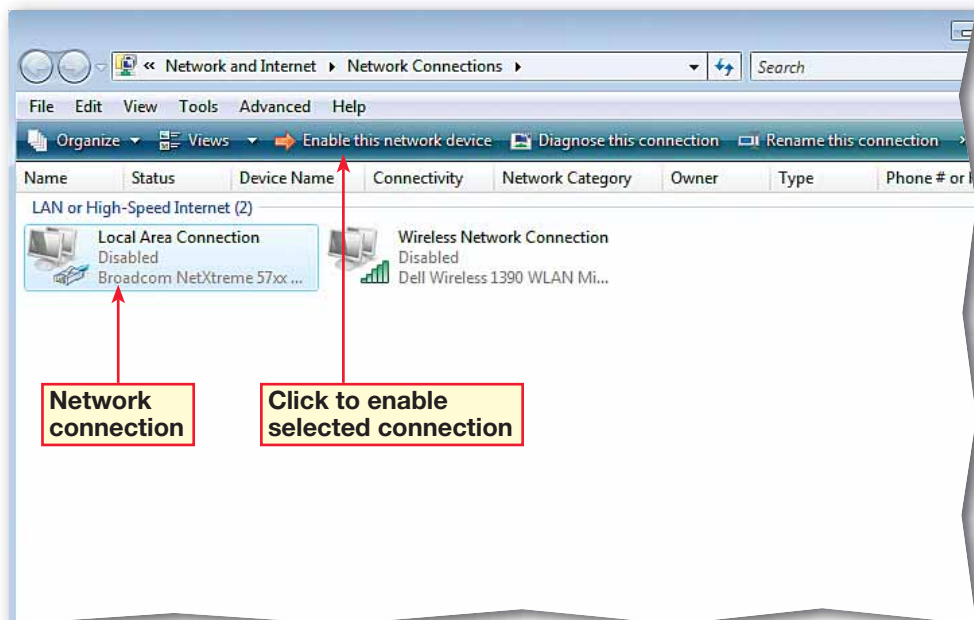 « Network and Internet Network Connections Search
File Edit View Tools Advanced Help
Organize Views Enable this network device Diagnose this connection Rename this connection »
Name Status Device Name Connectivity Network Category Owner Type Phone # or
LAN or High-Speed Internet (2)
Local Area Connection
Disabled
Broadcom NetXtreme 57xx ...
Wireless Network Connection
Disabled
Dell Wireless 1390 WLAN Mi...
Network
connection
Click to enable
selected connection